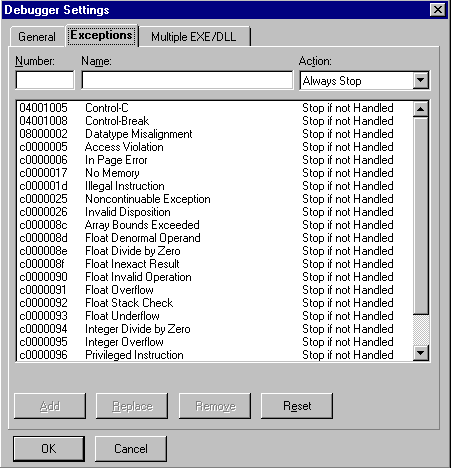 Debugger Settings
General Exceptions Multiple EXE/DLL
Number: Name: Action:
Always Stop
04001005 Control-C Stop if not Handled
04001008 Control-Break Stop if not Handled
08000002 Datatype Misalignment Stop if not Handled
c0000005 Access Violation Stop if not Handled
c0000006 In Page Error Stop if not Handled
c0000017 No Memory Stop if not Handled
c000001d Illegal Instruction Stop if not Handled
c0000025 Noncontinuable Exception Stop if not Handled
c0000026 Invalid Disposition Stop if not Handled
c000008c Array Bounds Exceeded Stop if not Handled
c000008d Float Denormal Operand Stop if not Handled
c000008e Float Divide by Zero Stop if not Handled
c000008f Float Inexact Result Stop if not Handled
c0000090 Float Invalid Operation Stop if not Handled
c0000091 Float Overflow Stop if not Handled
c0000092 Float Stack Check Stop if not Handled
c0000093 Float Underflow Stop if not Handled
c0000094 Integer Divide by Zero Stop if not Handled
c0000095 Integer Overflow Stop if not Handled
c0000096 Privileged Instruction Stop if not Handled
Add Replace Remove Reset
OK Cancel